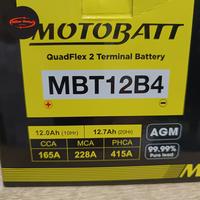 MOTOBATT
QuadFlex 2 Terminal Battery
MBT12B4
12.0Ah (10Hr) 12.7Ah (20Hr)
CCA MCA PHCA
165A 228A 415A
AGM
99.99%
Pure lead